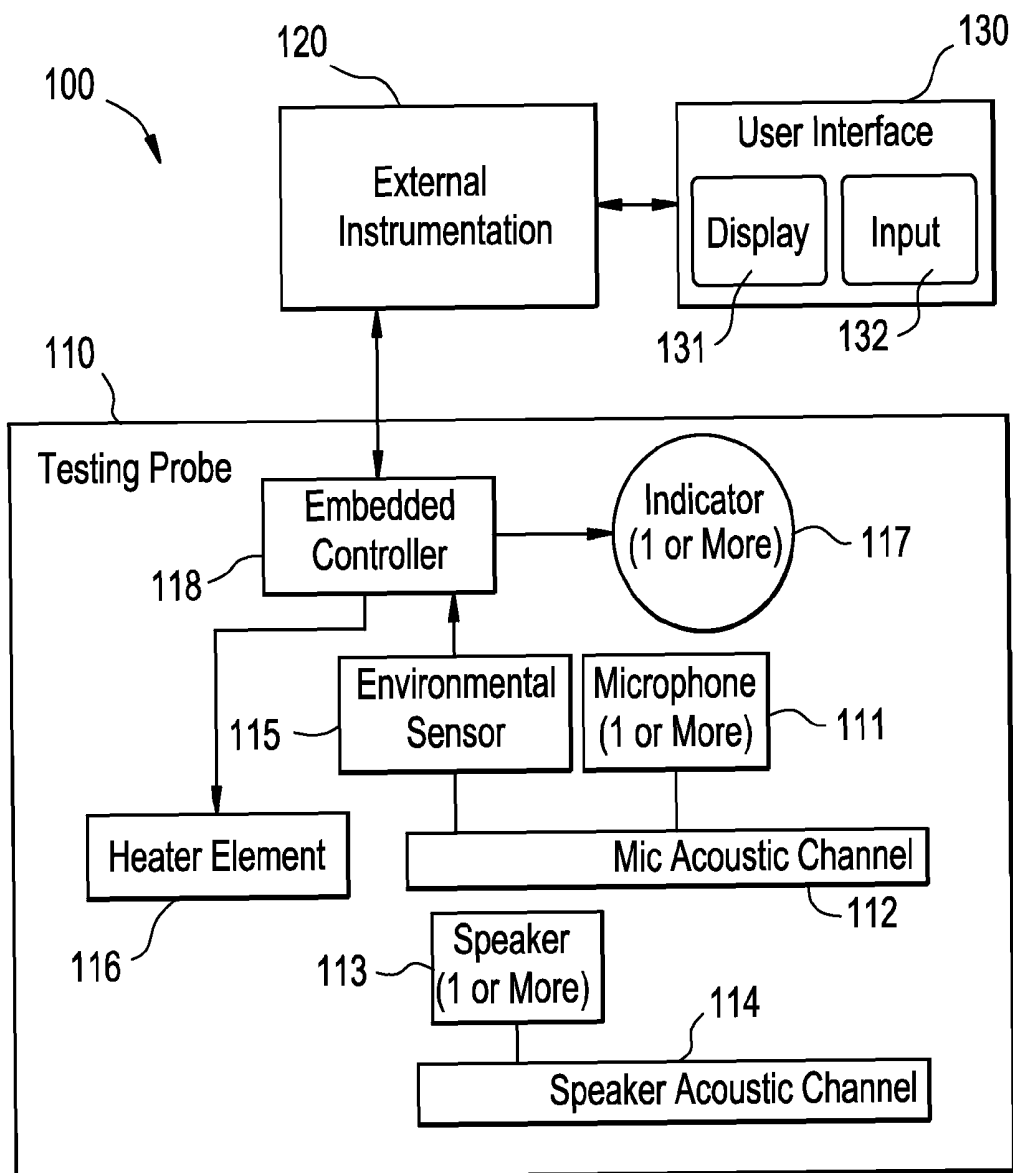 120
130
100
External
Instrumentation
User Interface
Display
Input
131
132
110
Testing Probe
Embedded
Controller
118
Indicator
(1 or More)
117
Environmental
Sensor
115
Microphone
(1 or More)
111
Heater Element
116
Mic Acoustic Channel
112
Speaker
(1 or More)
113
114
Speaker Acoustic Channel